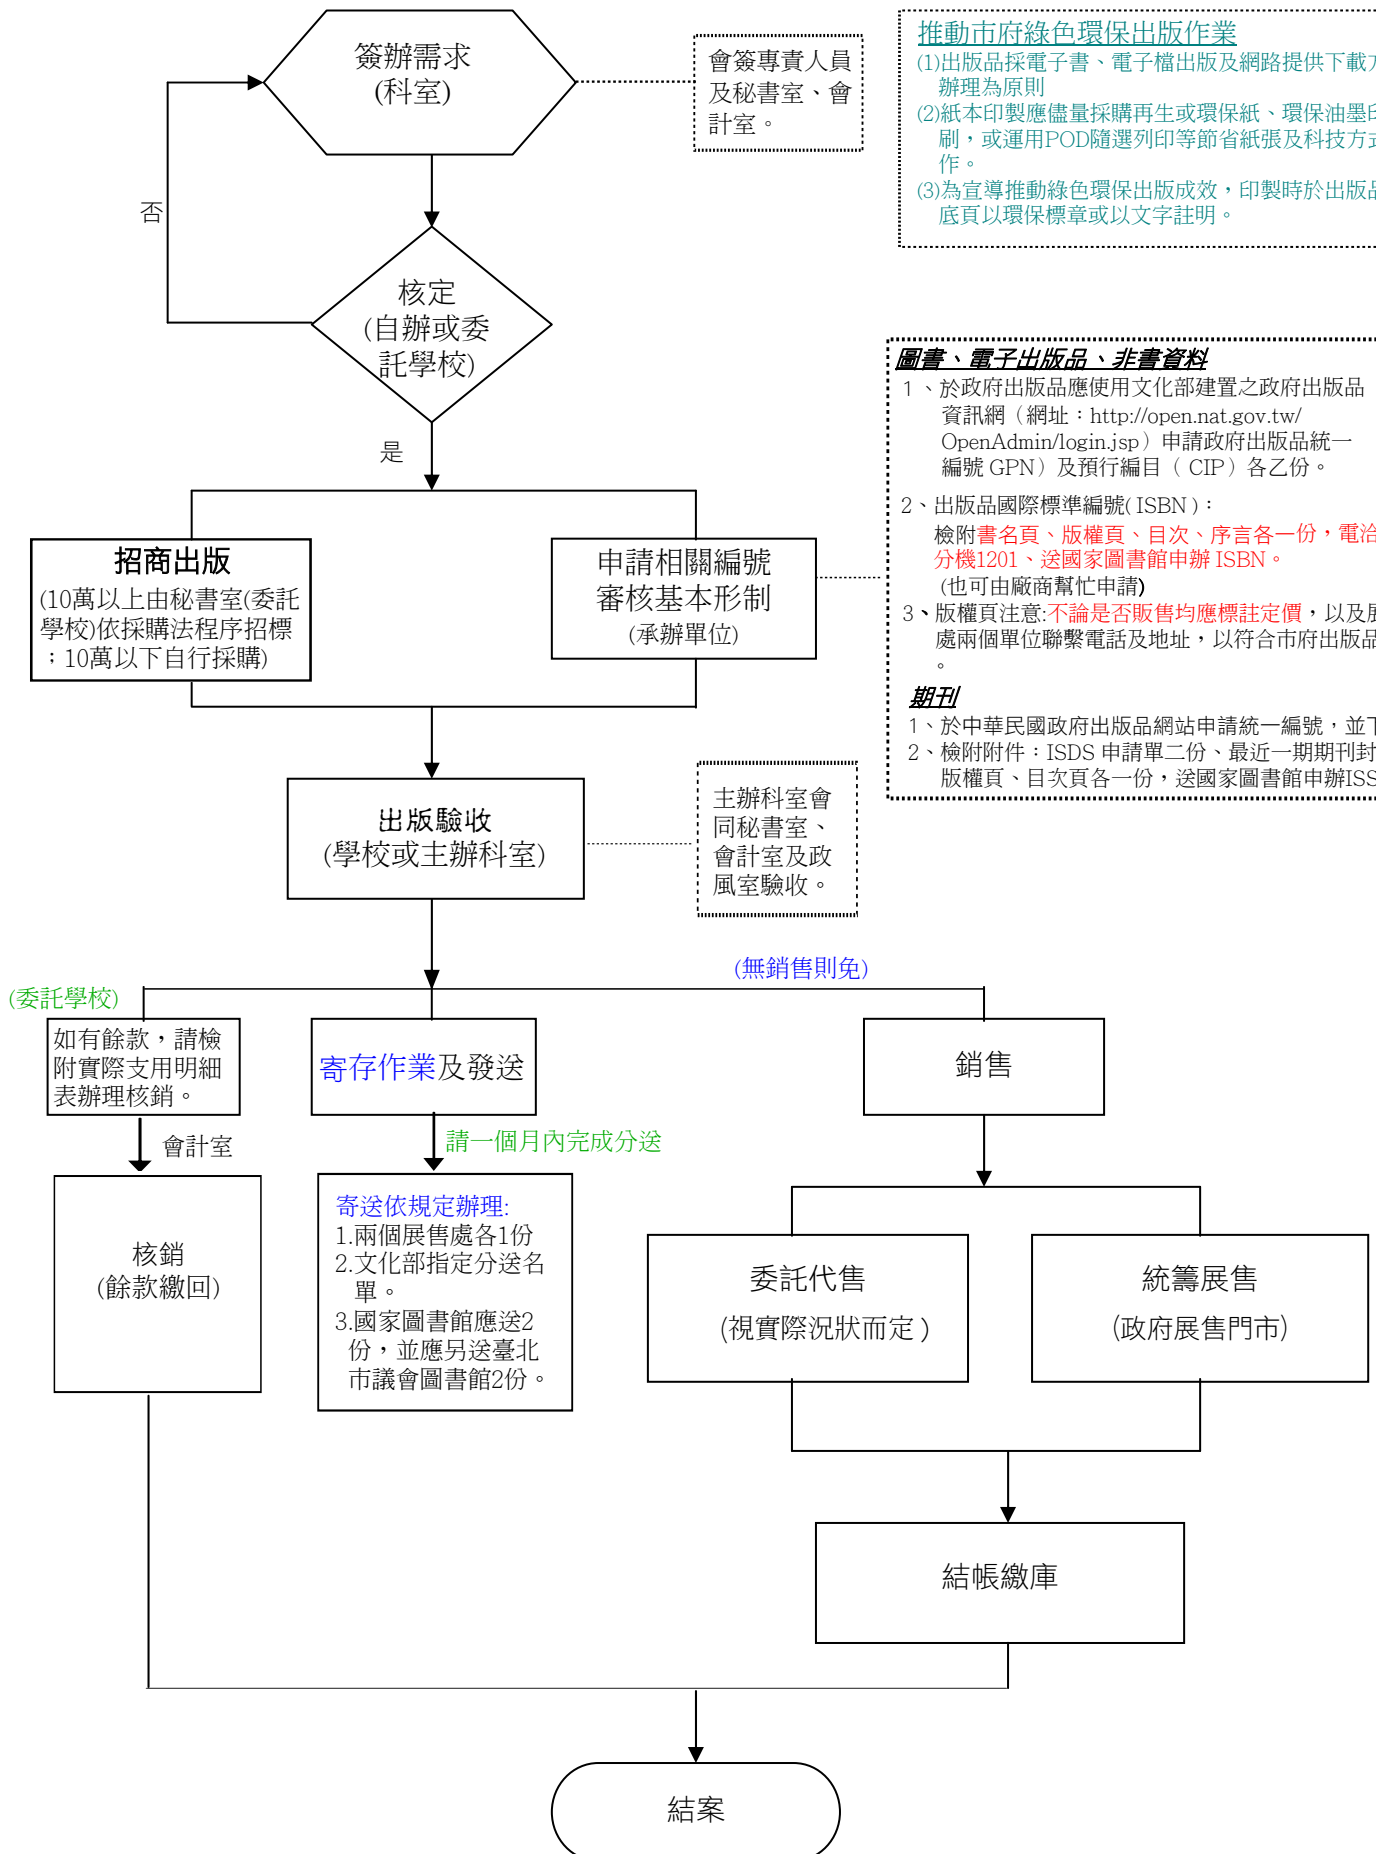 簽辦需求
(科室)
會簽專責人員
及秘書室、會
計室。
推動市府綠色環保出版作業
(1)出版品採電子書、電子檔出版及網路提供下載方
辦理為原則
(2)紙本印製應儘量採購再生或環保紙、環保油墨印
刷，或運用POD隨選列印等節省紙張及科技方式
作。
(3)為宣導推動綠色環保出版成效，印製時於出版品
底頁以環保標章或以文字註明。
否
核定
(自辦或委
託學校)
是
圖書、電子出版品、非書資料
1、於政府出版品應使用文化部建置之政府出版品
資訊網（網址：http://open.nat.gov.tw/
OpenAdmin/login.jsp）申請政府出版品統一
編號 GPN）及預行編目（ CIP）各乙份。
2、出版品國際標準編號( ISBN )：
檢附書名頁、版權頁、目次、序言各一份，電洽
分機1201、送國家圖書館申辦 ISBN。
(也可由廠商幫忙申請)
3、版權頁注意:不論是否販售均應標註定價，以及展
處兩個單位聯繫電話及地址，以符合市府出版品
。
期刊
1、於中華民國政府出版品網站申請統一編號，並下
2、檢附附件：ISDS 申請單二份、最近一期期刊封
版權頁、目次頁各一份，送國家圖書館申辦ISS
招商出版
(10萬以上由秘書室(委託
學校)依採購法程序招標
；10萬以下自行採購)
申請相關編號
審核基本形制
(承辦單位)
出版驗收
(學校或主辦科室)
主辦科室會
同秘書室、
會計室及政
風室驗收。
(無銷售則免)
(委託學校)
如有餘款，請檢
附實際支用明細
表辦理核銷。
寄存作業及發送
銷售
會計室
請一個月內完成分送
核銷
(餘款繳回)
寄送依規定辦理:
1.兩個展售處各1份
2.文化部指定分送名
單。
3.國家圖書館應送2
份，並應另送臺北
市議會圖書館2份。
委託代售
(視實際況狀而定 )
統籌展售
(政府展售門市)
結帳繳庫
結案